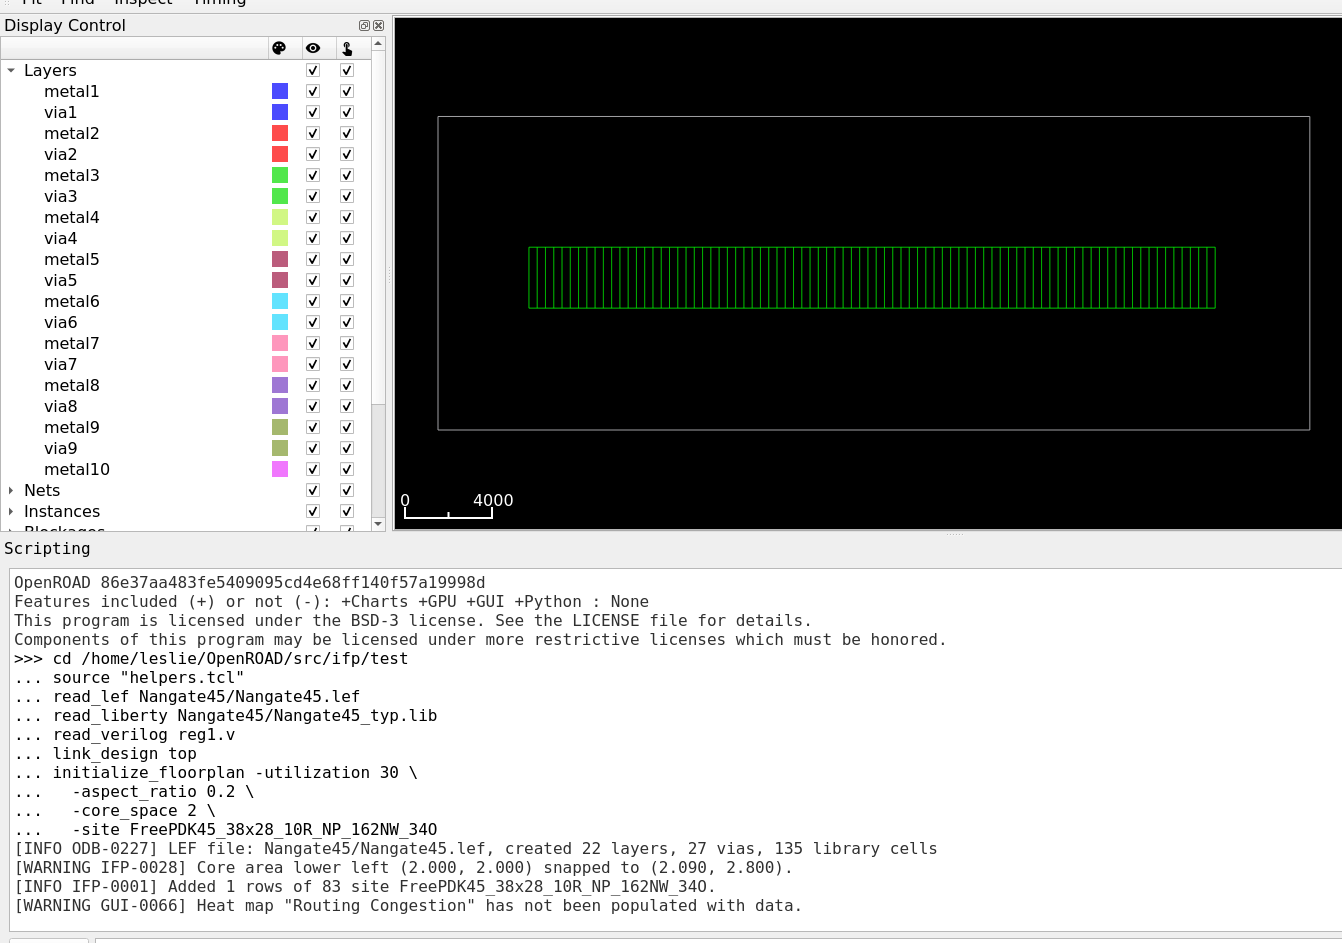 Fit Find Inspect Timing
Display Control
Layers
metal1
via1
metal2
via2
metal3
via3
metal4
via4
metal5
via5
metal6
via6
metal7
via7
metal8
via8
metal9
via9
metal10
Nets
Instances
Blockages
0 4000
Scripting
OpenROAD 86e37aa483fe5409095cd4e68ff140f57a19998d
Features included (+) or not (-): +Charts +GPU +GUI +Python : None
This program is licensed under the BSD-3 license. See the LICENSE file for details.
Components of this program may be licensed under more restrictive licenses which must be honored.
>>> cd /home/leslie/OpenROAD/src/ifp/test
... source "helpers.tcl"
... read_lef Nangate45/Nangate45.lef
... read_liberty Nangate45/Nangate45_typ.lib
... read_verilog reg1.v
... link_design top
... initialize_floorplan -utilization 30 \
...   -aspect_ratio 0.2 \
...   -core_space 2 \
...   -site FreePDK45_38x28_10R_NP_162NW_34O
[INFO ODB-0227] LEF file: Nangate45/Nangate45.lef, created 22 layers, 27 vias, 135 library cells
[WARNING IFP-0028] Core area lower left (2.000, 2.000) snapped to (2.090, 2.800).
[INFO IFP-0001] Added 1 rows of 83 site FreePDK45_38x28_10R_NP_162NW_34O.
[WARNING GUI-0066] Heat map "Routing Congestion" has not been populated with data.